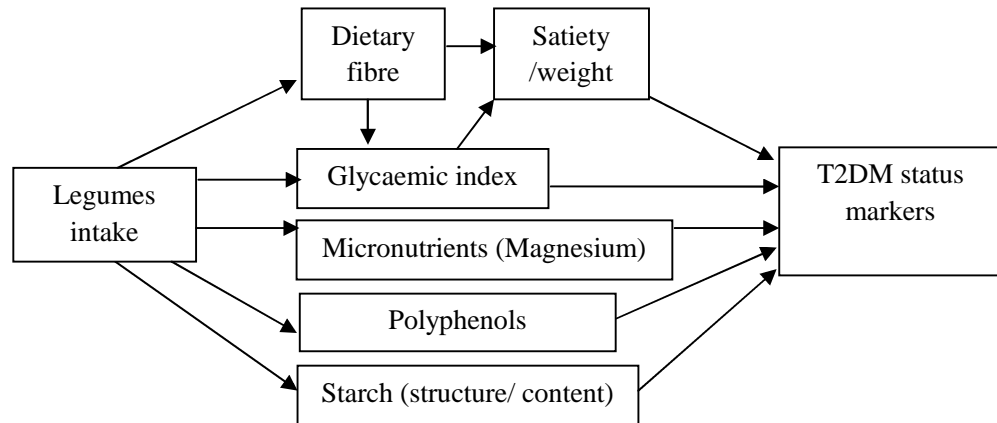 Dietary
fibre
Satiety
/weight
Legumes
intake
Glycaemic index
Micronutrients (Magnesium)
Polyphenols
Starch (structure/ content)
T2DM status
markers